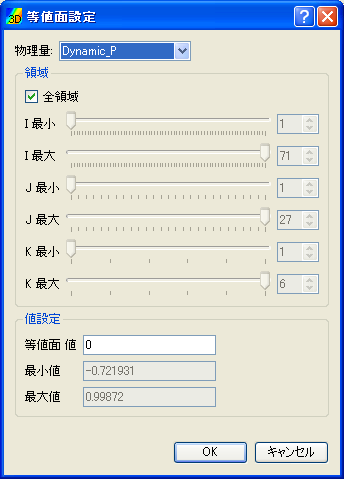 3D 等値面設定
物理量: Dynamic_P
領域
全領域
I 最小 1
I 最大 71
J 最小 1
J 最大 27
K 最小 1
K 最大 6
値設定
等値面 値 0
最小値 -0.721931
最大値 0.99872
OK キャンセル